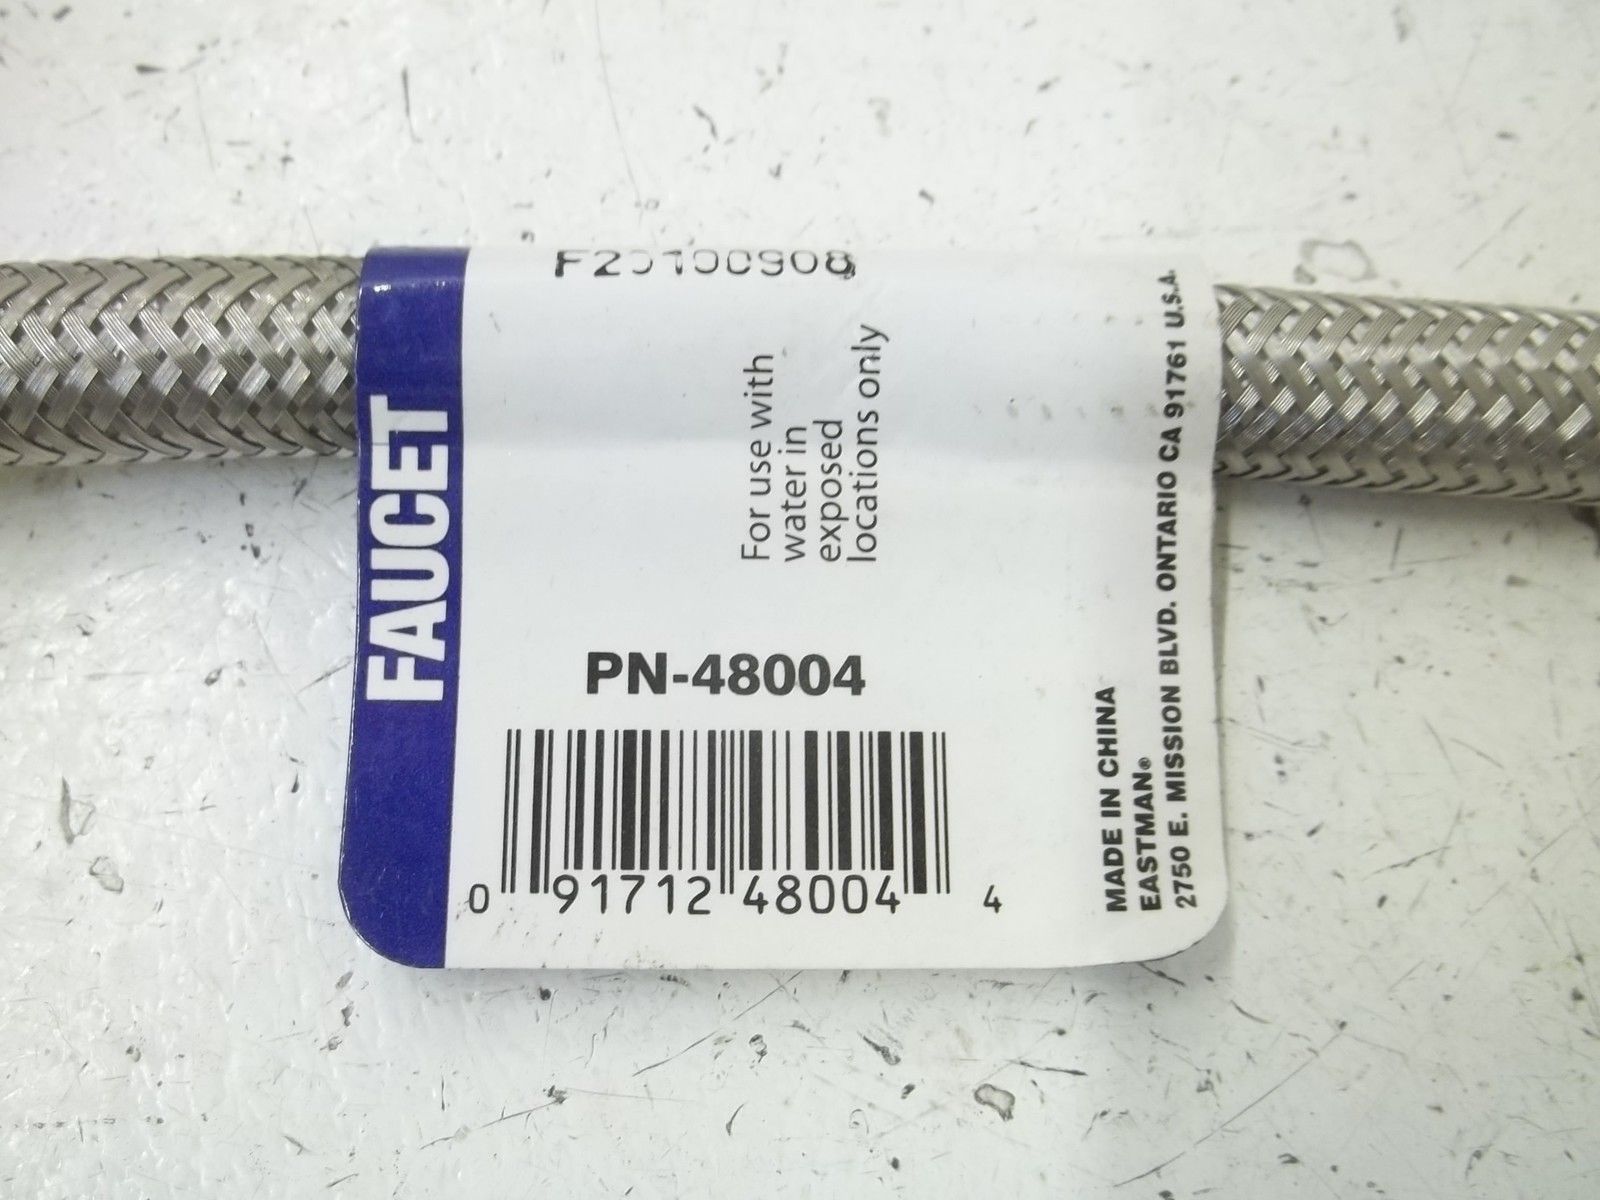 F20100908
FAUCET
For use with
water in
exposed
locations only
PN-48004
0 91712 48004 4
MADE IN CHINA
EASTMAN®
2750 E. MISSION BLVD. ONTARIO CA 91761 U.S.A.